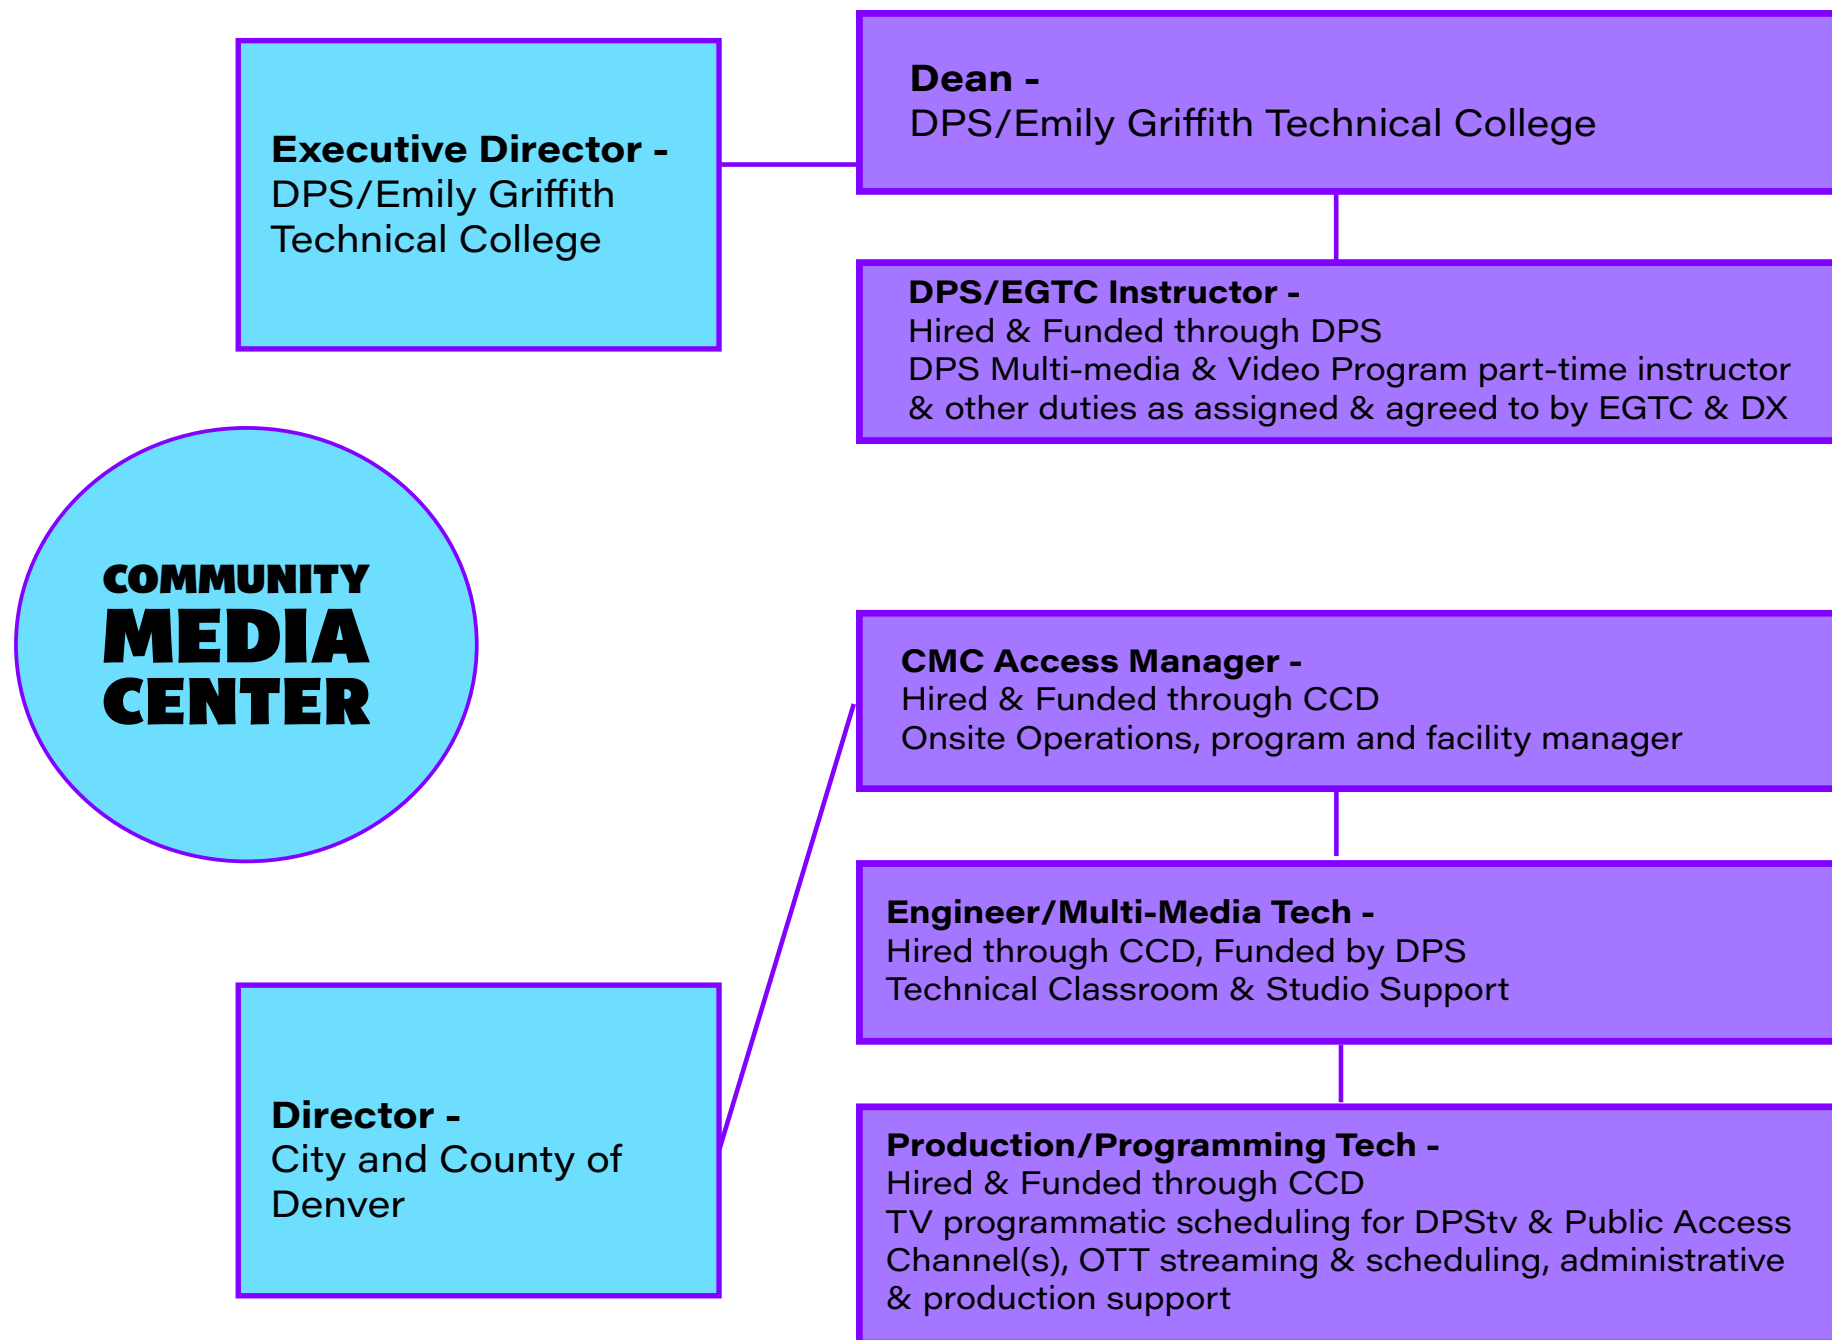 Executive Director -
DPS/Emily Griffith
Technical College
Dean -
DPS/Emily Griffith Technical College
DPS/EGTC Instructor -
Hired & Funded through DPS
DPS Multi-media & Video Program part-time instructor
& other duties as assigned & agreed to by EGTC & DX
COMMUNITY
MEDIA
CENTER
CMC Access Manager -
Hired & Funded through CCD
Onsite Operations, program and facility manager
Engineer/Multi-Media Tech -
Hired through CCD, Funded by DPS
Technical Classroom & Studio Support
Director -
City and County of
Denver
Production/Programming Tech -
Hired & Funded through CCD
TV programmatic scheduling for DPStv & Public Access
Channel(s), OTT streaming & scheduling, administrative
& production support